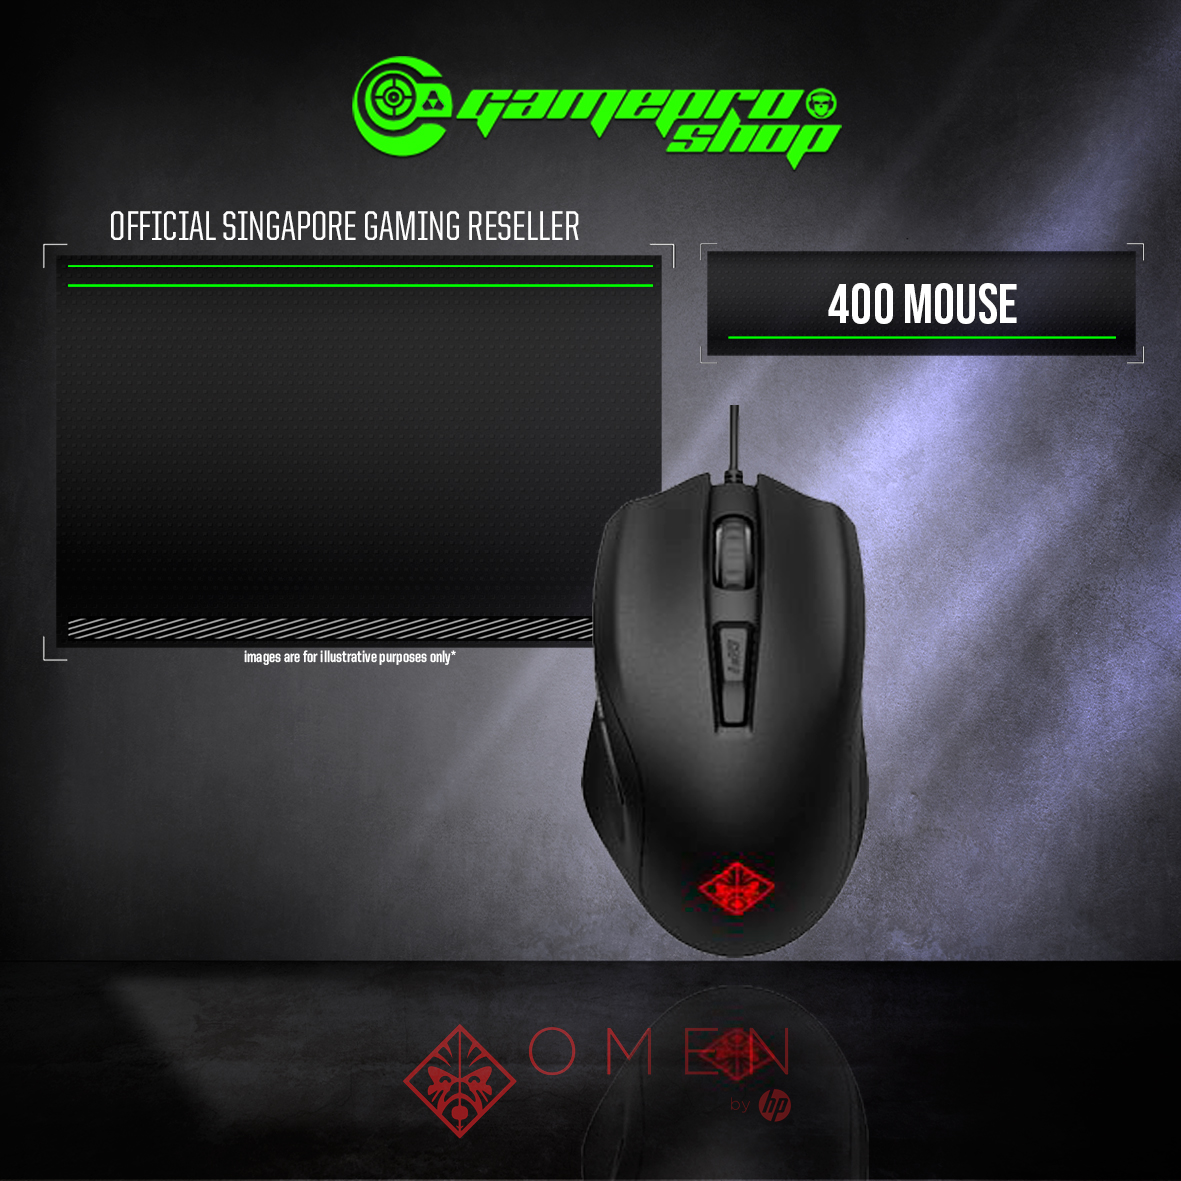 gamepro
shop
OFFICIAL SINGAPORE GAMING RESELLER
400 MOUSE
images are for illustrative purposes only*
OMEN
by hp